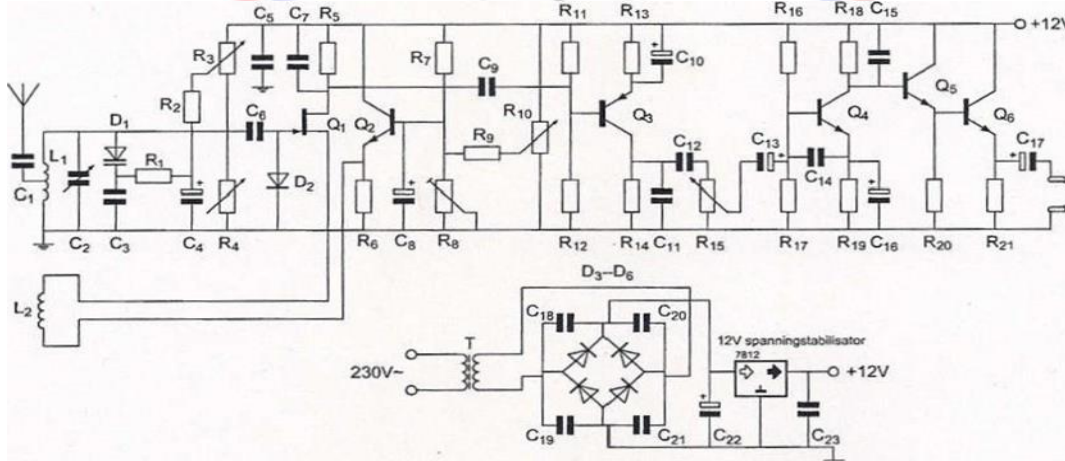 C5 C7 R5 R11 R13 R16 R18 C15
+12V
R3 R7 C9 C10
R2 R10 Q5
D1 C6 Q1 Q2 Q3 Q4 Q6
L1 R1 R9 C12 C13 C17
C1 D2 C14
C2 C3 C4 R4 R6 C8 R8 R12 R14 C11 R15 R17 R19 C16 R20 R21
D3--D6
L2 C18 C20
T 12V spanningstabilisator
7812
230V~ +12V
C19 C21 C22 C23